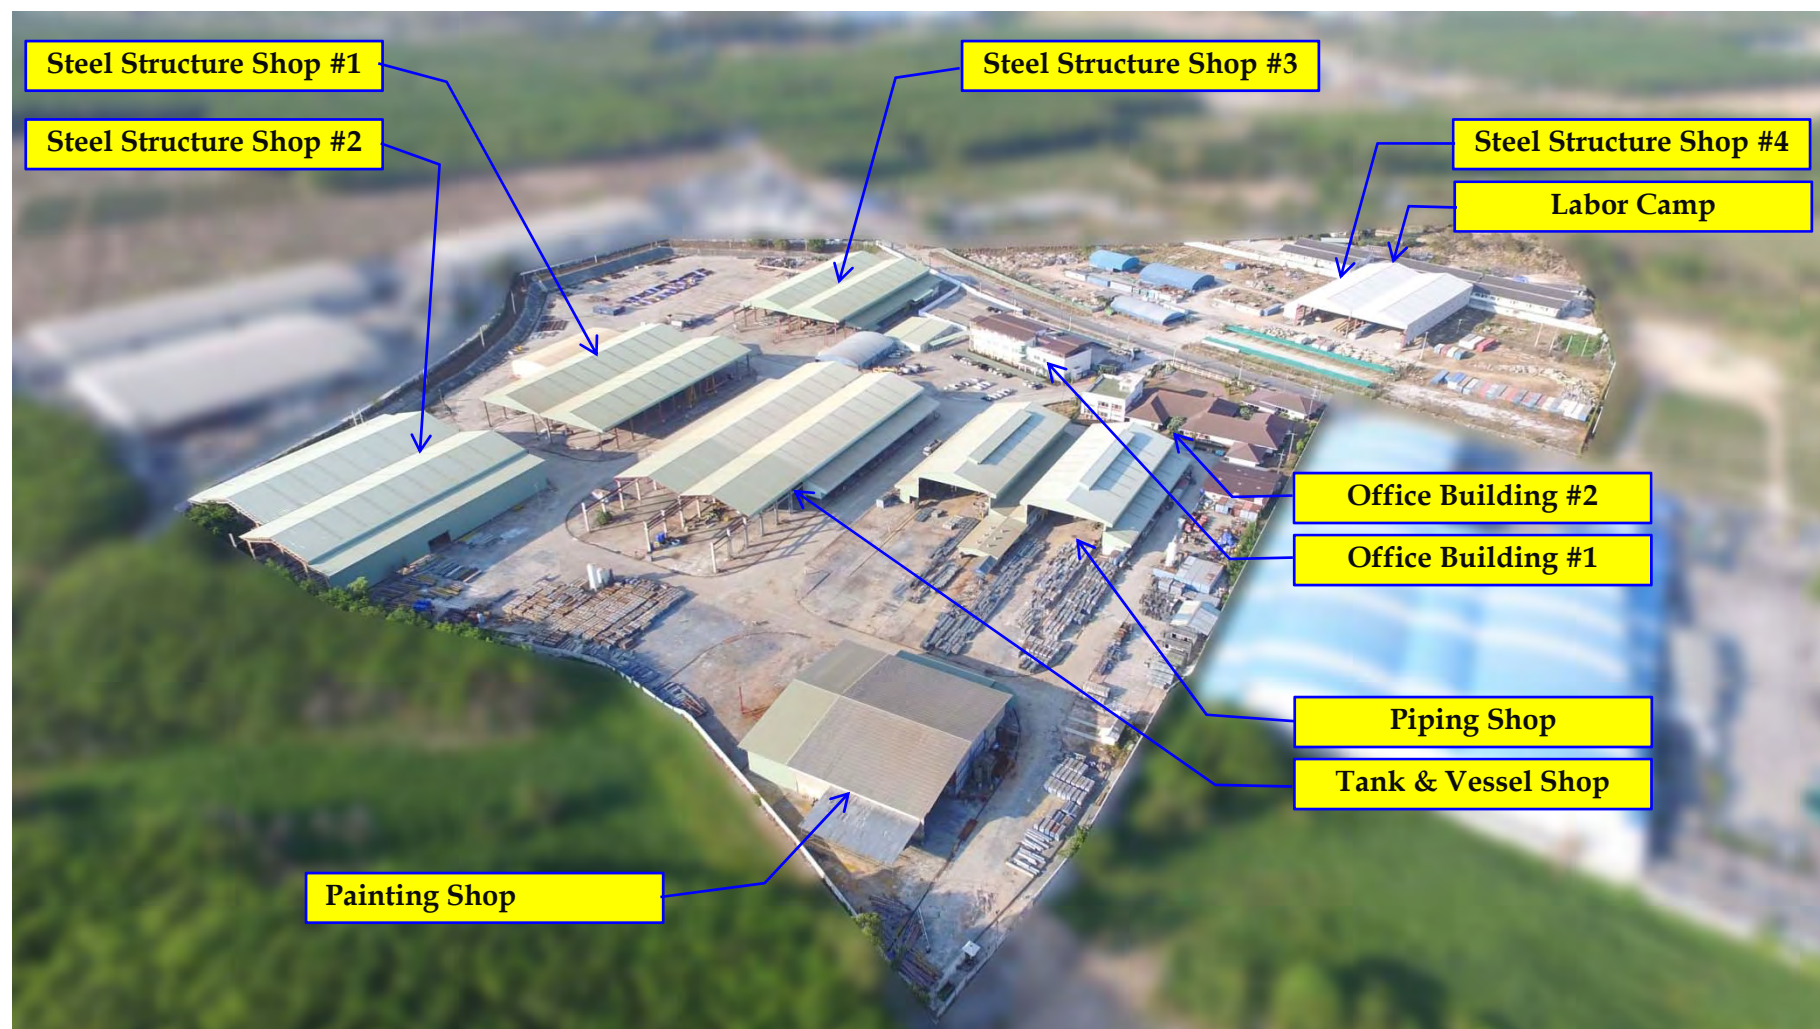 Steel Structure Shop #1
Steel Structure Shop #3
Steel Structure Shop #2
Steel Structure Shop #4
Labor Camp
Office Building #2
Office Building #1
Piping Shop
Tank & Vessel Shop
Painting Shop